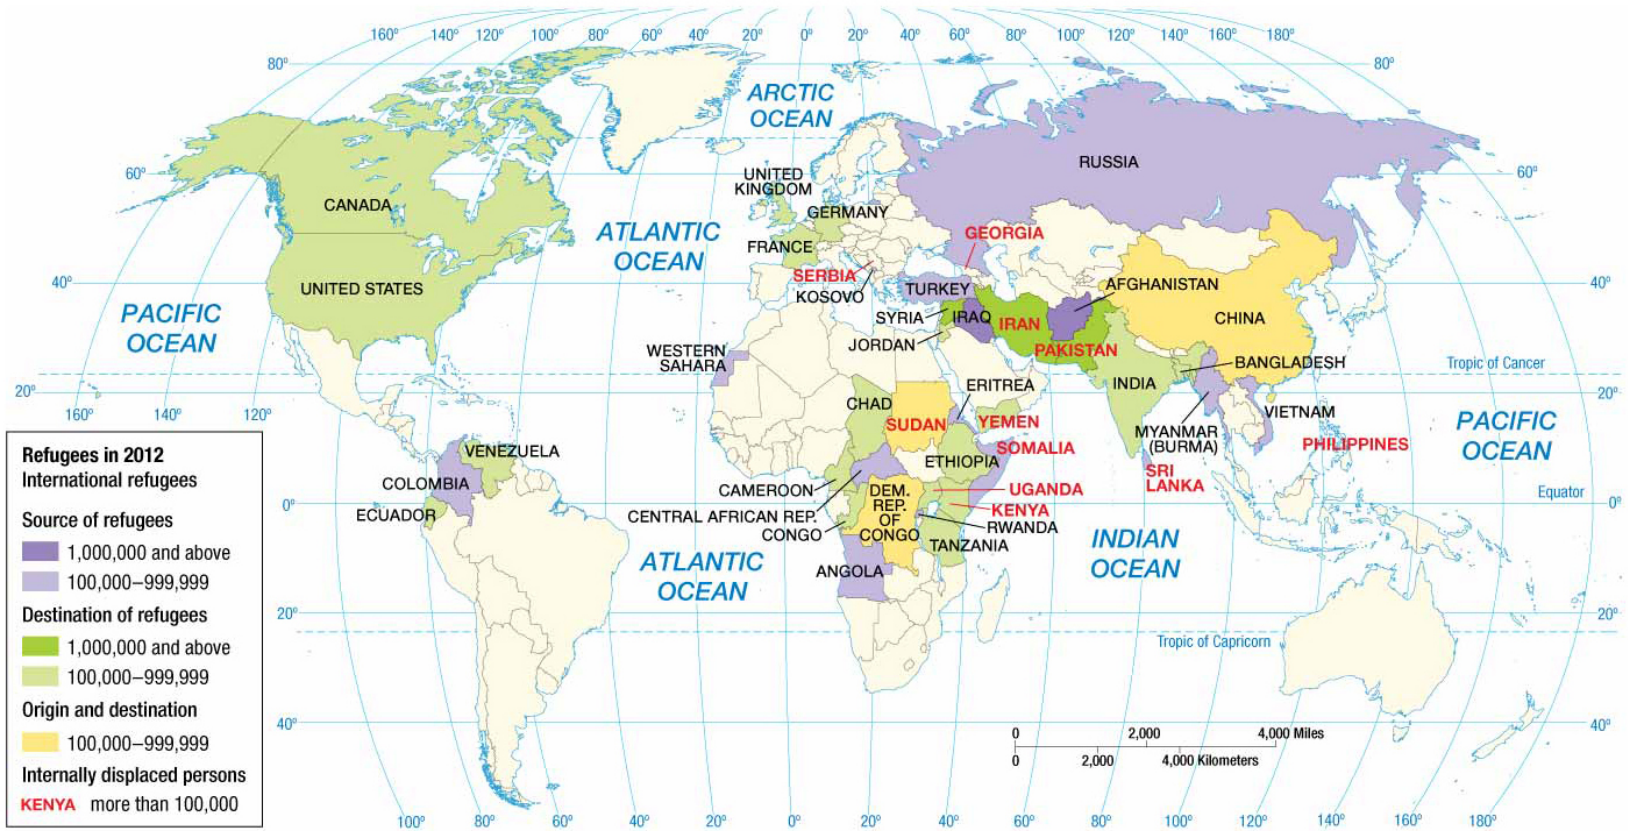 160° 140° 120° 100° 80° 60° 40° 20° 0° 20° 40° 60° 80° 100° 120° 140° 160° 180°
80° 80°
ARCTIC
OCEAN
RUSSIA
60° 60°
UNITED
KINGDOM
CANADA
GERMANY
ATLANTIC
OCEAN
GEORGIA
FRANCE
SERBIA
KOSOVO
40° 40°
UNITED STATES
TURKEY
AFGHANISTAN
PACIFIC
OCEAN
SYRIA
IRAQ
IRAN
CHINA
JORDAN
PAKISTAN
WESTERN
SAHARA
BANGLADESH
Tropic of Cancer
INDIA
ERITREA
20° 20°
160° 140° 120°
CHAD
SUDAN
YEMEN
VIETNAM
MYANMAR
(BURMA)
PHILIPPINES
PACIFIC
OCEAN
SOMALIA
VENEZUELA
ETHIOPIA
SRI
LANKA
COLOMBIA
CAMEROON
DEM.
REP.
OF
CONGO
UGANDA
Equator
0° 0°
KENYA
ECUADOR
CENTRAL AFRICAN REP.
RWANDA
CONGO
TANZANIA
INDIAN
OCEAN
ATLANTIC
OCEAN
ANGOLA
20° 20°
Tropic of Capricorn
40° 40°
0 2,000 4,000 Miles
0 2,000 4,000 Kilometers
100° 80° 60° 40° 20° 0° 20° 40° 60° 80° 100° 120° 140° 160° 180°
Refugees in 2012
International refugees
Source of refugees
1,000,000 and above
100,000–999,999
Destination of refugees
1,000,000 and above
100,000–999,999
Origin and destination
100,000–999,999
Internally displaced persons
KENYA more than 100,000